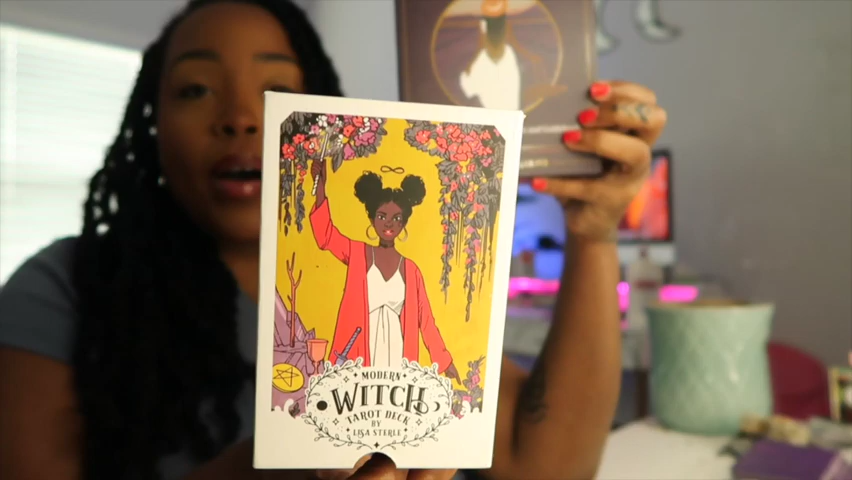 MODERN
WITCH
TAROT DECK
BY
LISA STERLE